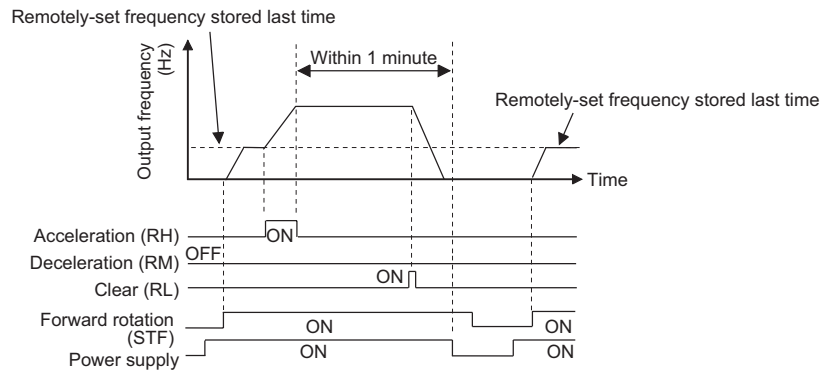 Remotely-set frequency stored last time
Output frequency
(Hz)
Within 1 minute
Remotely-set frequency stored last time
Time
Acceleration (RH)
ON
Deceleration (RM)
OFF
Clear (RL)
ON
Forward rotation
(STF)
ON
ON
Power supply
ON
ON